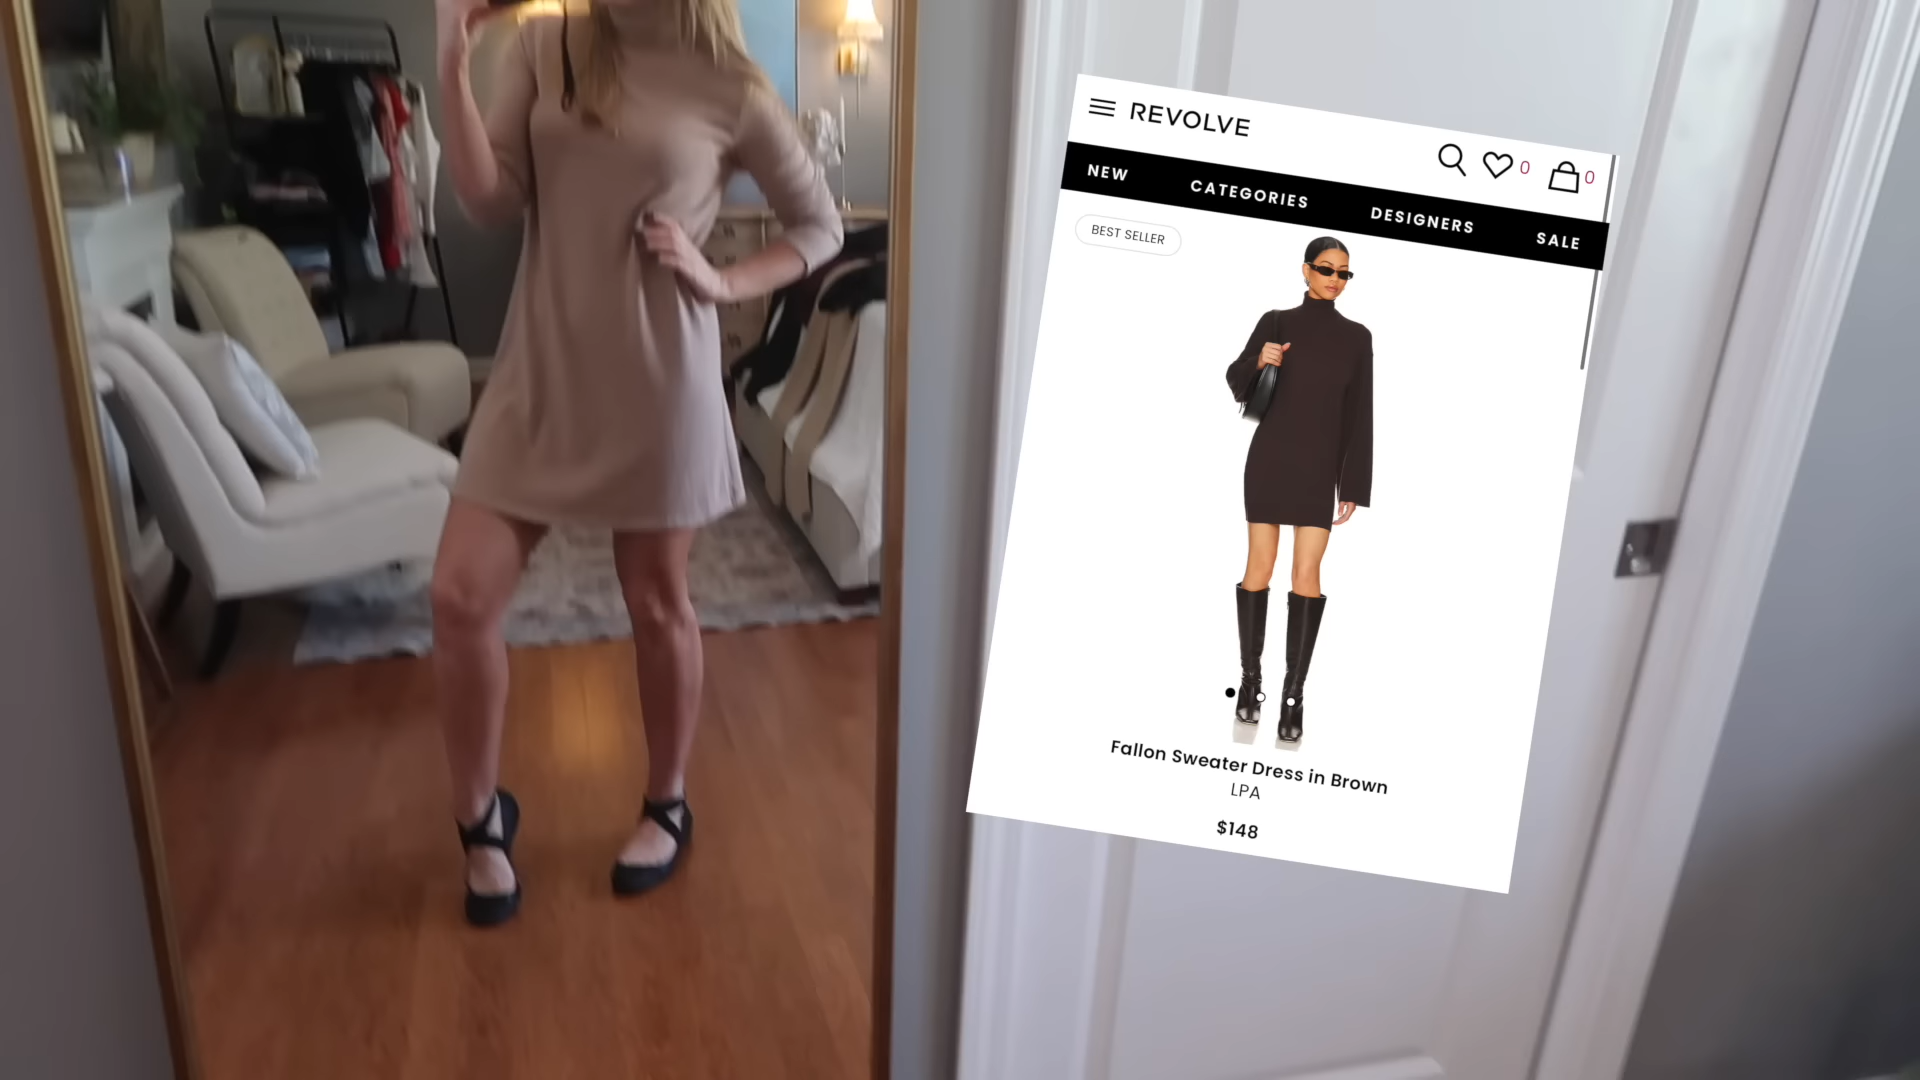 REVOLVE
0
0
NEW CATEGORIES DESIGNERS SALE
BEST SELLER
Fallon Sweater Dress in Brown
LPA
$148